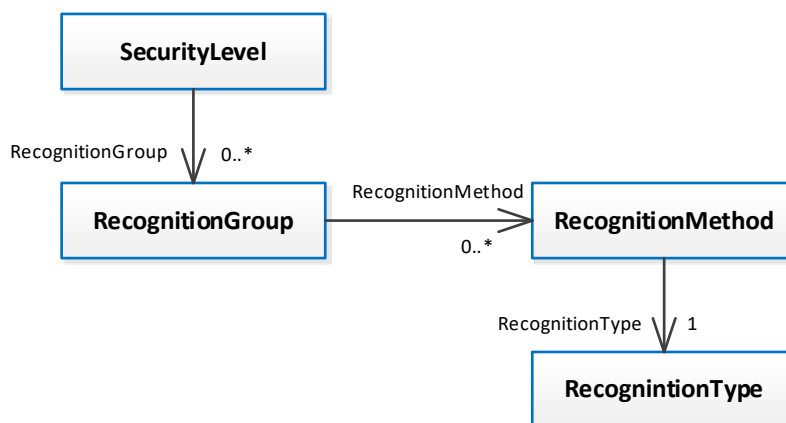 SecurityLevel
RecognitionGroup
0..*
RecognitionGroup
RecognitionMethod
0..*
RecognitionMethod
RecognitionType
1
RecognintionType